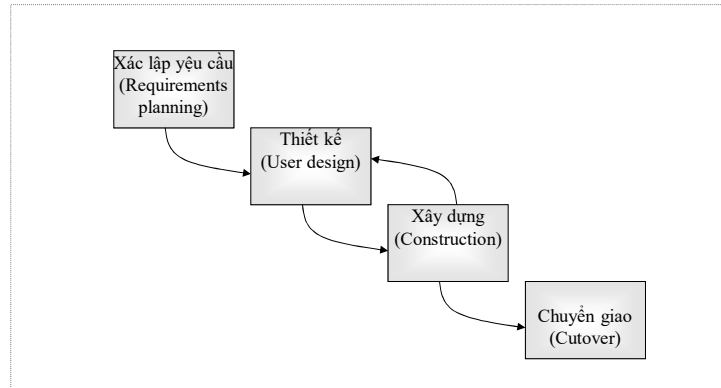 Xác lập yệu cầu
(Requirements
planning)
Thiết kế
(User design)
Xây dựng
(Construction)
Chuyển giao
(Cutover)